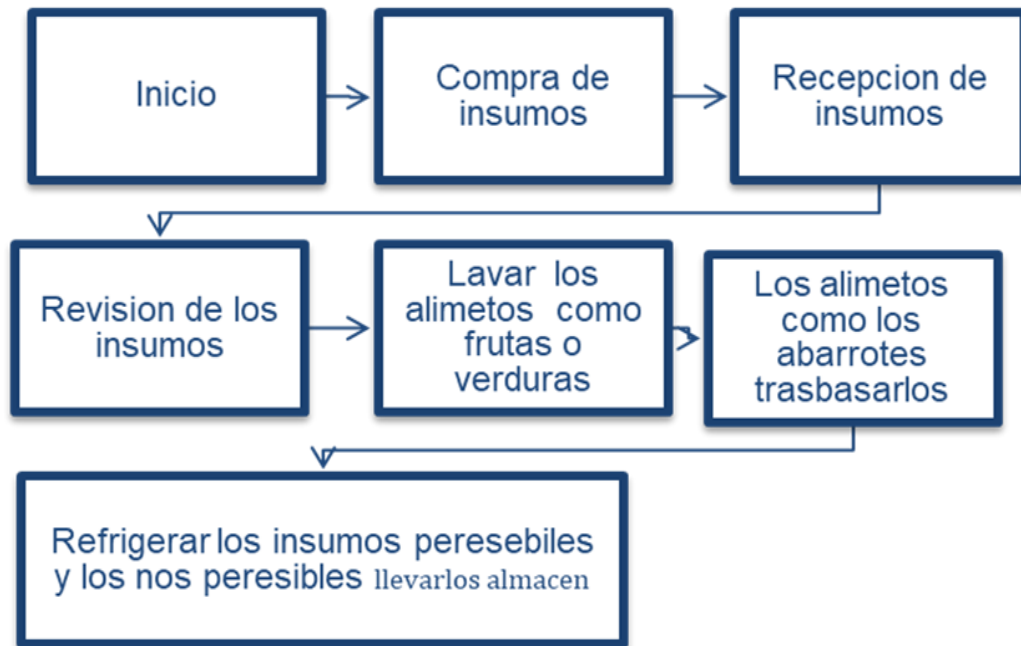 Inicio
Compra de
insumos
Recepcion de
insumos
Revision de los
insumos
Lavar los
alimetos como
frutas o
verduras
Los alimetos
como los
abarrotes
trasbasarlos
Refrigerar los insumos peresebiles
y los nos peresibles llevarlos almacen